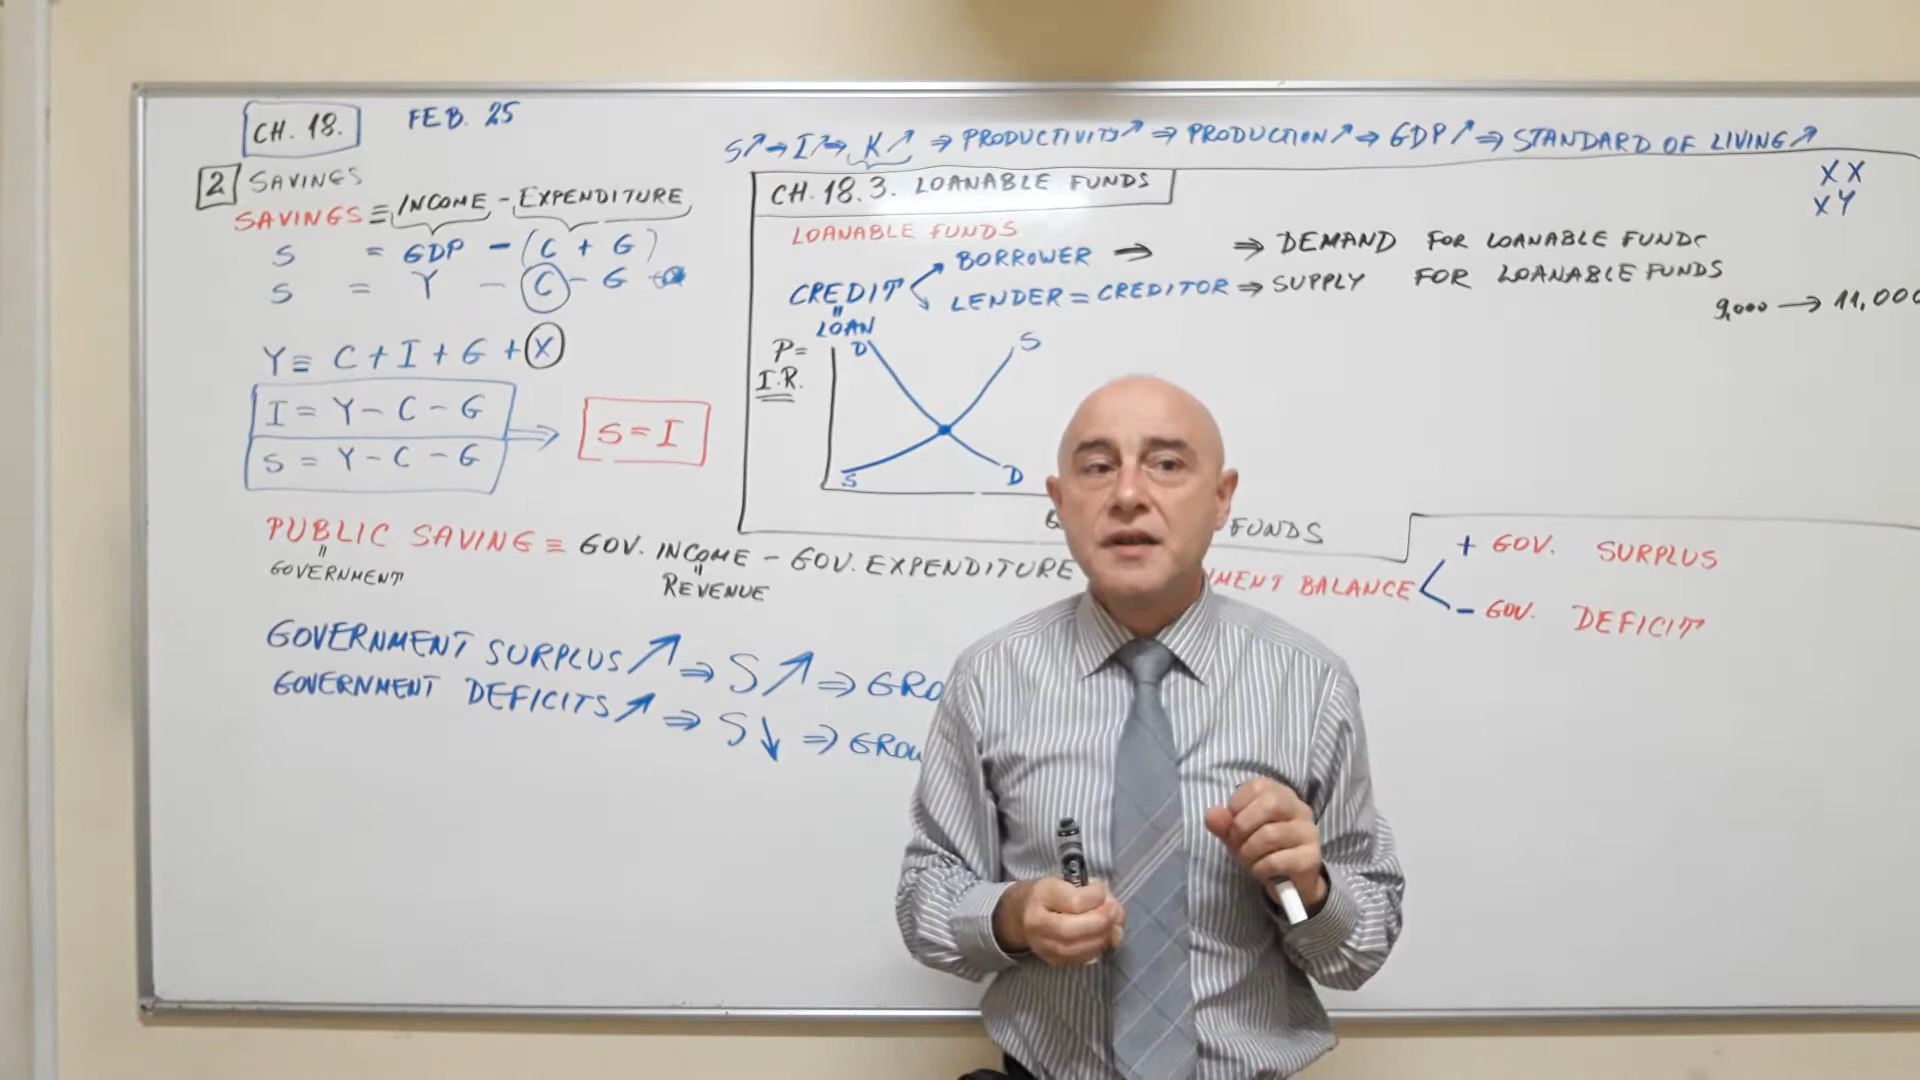 CH. 18. FEB. 25
2 SAVINGS
SAVINGS ≡ INCOME - EXPENDITURE
S = GDP - (C + G)
S = Y - C - G
Y ≡ C + I + G + X
I = Y - C - G
S = Y - C - G
⇒ S = I
S↗ ⇒ I↗ ⇒ K↗ ⇒ PRODUCTIVITY↗ ⇒ PRODUCTION↗ ⇒ GDP↗ ⇒ STANDARD OF LIVING↗
XX
XY
CH. 18.3. LOANABLE FUNDS
LOANABLE FUNDS
BORROWER → ⇒ DEMAND FOR LOANABLE FUNDS
CREDIT LENDER = CREDITOR ⇒ SUPPLY FOR LOANABLE FUNDS
"
LOAN
9,000 → 11,000
P=
I.R.
D S
S D
FUNDS
PUBLIC SAVING ≡ GOV. INCOME - GOV. EXPENDITURE
"
GOVERNMENT
"
REVENUE
MENT BALANCE
+ GOV. SURPLUS
- GOV. DEFICIT
GOVERNMENT SURPLUS↗ ⇒ S↗ ⇒ GRO
GOVERNMENT DEFICITS↗ ⇒ S↓ ⇒ GROW